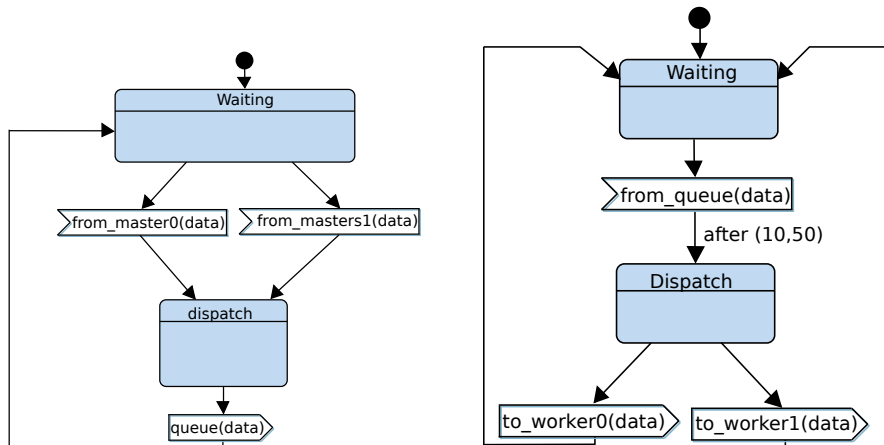 Waiting
from_master0(data)
from_masters1(data)
dispatch
queue(data)
Waiting
from_queue(data)
after (10,50)
Dispatch
to_worker0(data)
to_worker1(data)